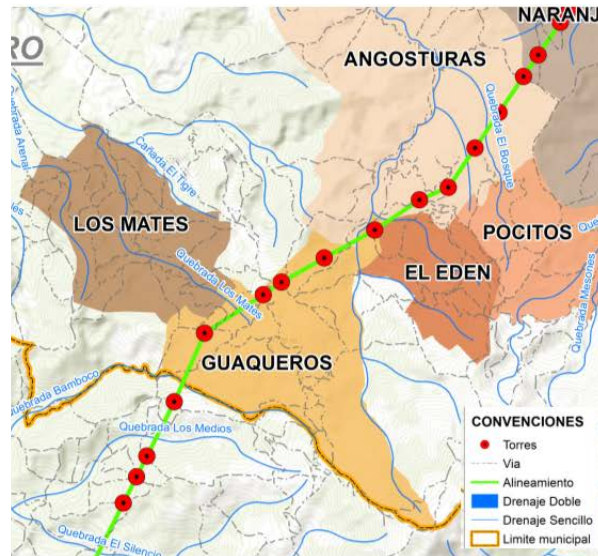 NARANJ
RO
ANGOSTURAS
Quebrada Arenal
Cañada El Tigre
Quebrada El Bosque
LOS MATES
POCITOS
EL EDEN
Quebrada Los Mates
Quebrada Mesones
GUAQUEROS
Quebrada Bamboco
Quebrada Los Medios
Quebrada El Silencio
CONVENCIONES
Torres
Via
Alineamiento
Drenaje Doble
Drenaje Sencillo
Limite municipal